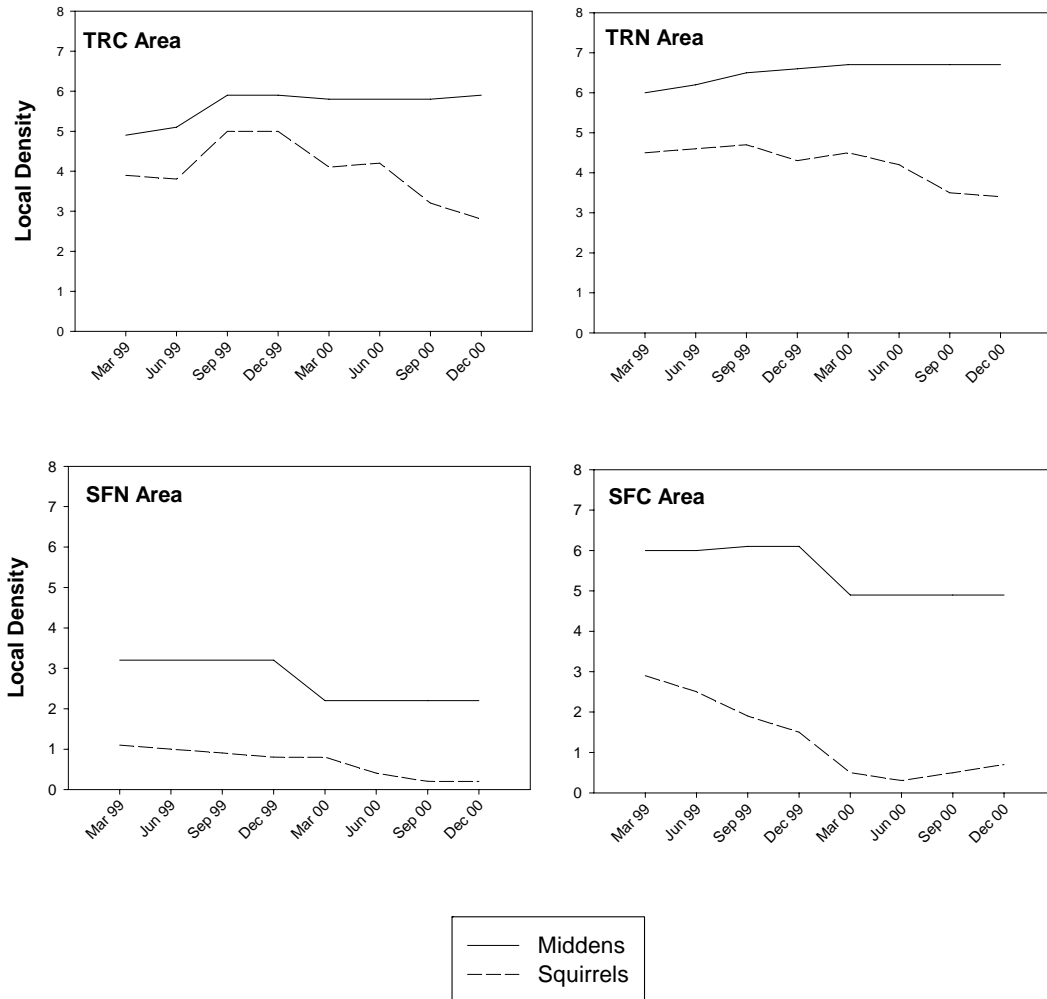 TRC Area
Local Density
8
7
6
5
4
3
2
1
0
Mar 99
Jun 99
Sep 99
Dec 99
Mar 00
Jun 00
Sep 00
Dec 00
TRN Area
8
7
6
5
4
3
2
1
0
Mar 99
Jun 99
Sep 99
Dec 99
Mar 00
Jun 00
Sep 00
Dec 00
SFN Area
Local Density
8
7
6
5
4
3
2
1
0
Mar 99
Jun 99
Sep 99
Dec 99
Mar 00
Jun 00
Sep 00
Dec 00
SFC Area
8
7
6
5
4
3
2
1
0
Mar 99
Jun 99
Sep 99
Dec 99
Mar 00
Jun 00
Sep 00
Dec 00
Middens
Squirrels